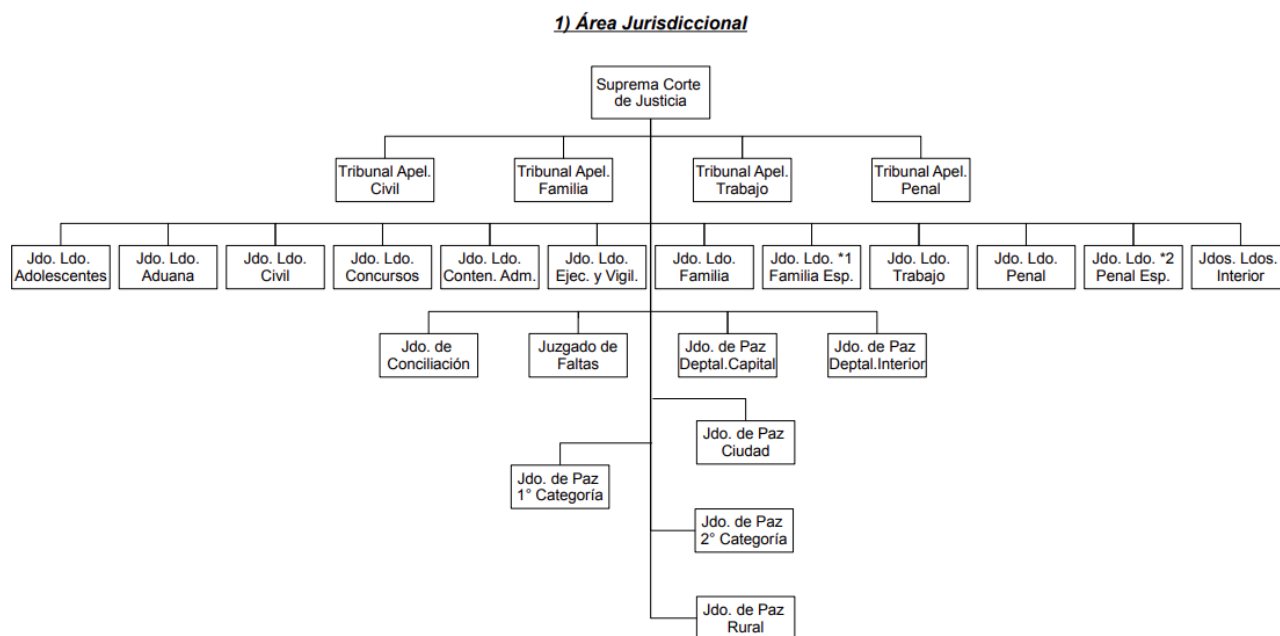 1) Área Jurisdiccional
Suprema Corte
de Justicia
Tribunal Apel.
Civil
Tribunal Apel.
Familia
Tribunal Apel.
Trabajo
Tribunal Apel.
Penal
Jdo. Ldo.
Adolescentes
Jdo. Ldo.
Aduana
Jdo. Ldo.
Civil
Jdo. Ldo.
Concursos
Jdo. Ldo.
Conten. Adm.
Jdo. Ldo.
Ejec. y Vigil.
Jdo. Ldo.
Familia
Jdo. Ldo. *1
Familia Esp.
Jdo. Ldo.
Trabajo
Jdo. Ldo.
Penal
Jdo. Ldo. *2
Penal Esp.
Jdos. Ldos.
Interior
Jdo. de
Conciliación
Juzgado de
Faltas
Jdo. de Paz
Deptal.Capital
Jdo. de Paz
Deptal.Interior
Jdo. de Paz
Ciudad
Jdo. de Paz
1° Categoría
Jdo. de Paz
2° Categoría
Jdo. de Paz
Rural